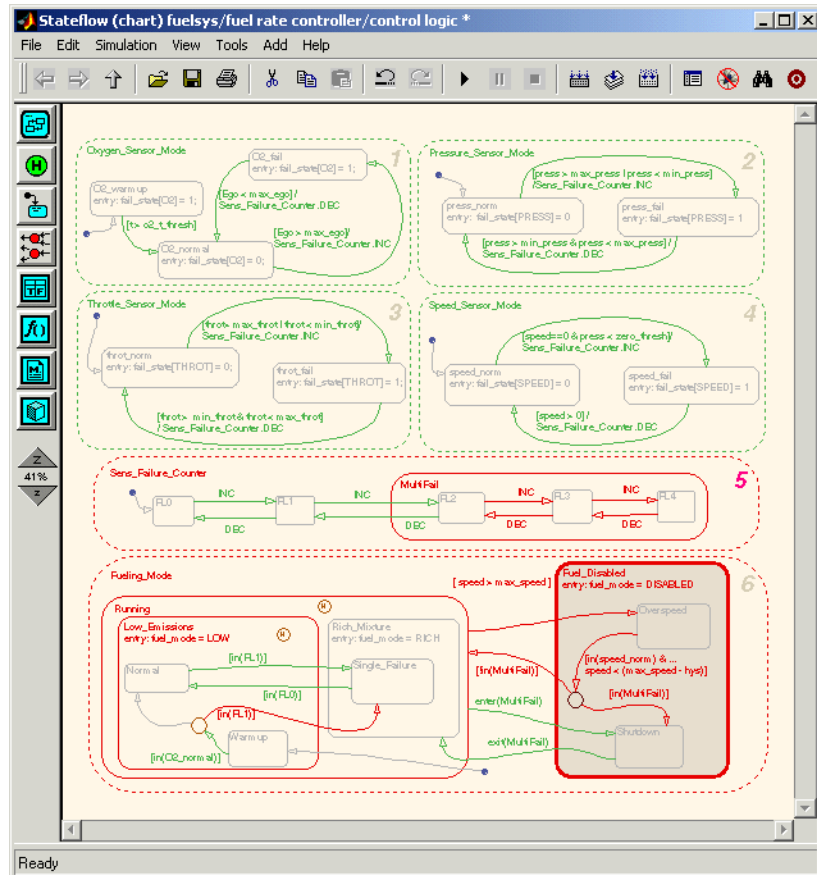 Stateflow (chart) fuelsys/fuel rate controller/control logic *
File Edit Simulation View Tools Add Help
Oxygen_Sensor_Mode
1
O2_fail
entry: fail_state[O2] = 1;
O2_warmup
entry: fail_state[O2] = 1;
[Ego < max_ego] /
Sens_Failure_Counter.DEC
[t> o2_t_thresh]
[Ego > max_ego]/
Sens_Failure_Counter.INC
O2_normal
entry: fail_state[O2] = 0;
Pressure_Sensor_Mode
2
[press > max_press | press < min_press]
/Sens_Failure_Counter.INC
press_norm
entry: fail_state[PRESS] = 0
press_fail
entry: fail_state[PRESS] = 1
[press > min_press & press < max_press] /
Sens_Failure_Counter.DEC
Throttle_Sensor_Mode
3
[throt> max_throt | throt< min_throt]/
Sens_Failure_Counter.INC
throt_norm
entry: fail_state[THROT] = 0;
throt_fail
entry: fail_state[THROT] = 1;
[throt> min_throt& throt< max_throt]
/ Sens_Failure_Counter.DEC
Speed_Sensor_Mode
4
[speed==0 & press < zero_thresh]/
Sens_Failure_Counter.INC
speed_norm
entry: fail_state[SPEED] = 0
speed_fail
entry: fail_state[SPEED] = 1
[speed > 0] /
Sens_Failure_Counter.DEC
Z
41%
z
Sens_Failure_Counter
5
MultiFail
FL0
INC
DEC
FL1
INC
DEC
FL2
INC
DEC
FL3
INC
DEC
FL4
Fueling_Mode
6
[ speed > max_speed ]
Fuel_Disabled
entry: fuel_mode = DISABLED
Running
H
Low_Emissions
entry: fuel_mode = LOW
H
Rich_Mixture
entry: fuel_mode = RICH
Overspeed
[in(FL1)]
Normal
Single_Failure
[in(speed_norm) & ...
speed < (max_speed - hys)]
[!in(MultiFail)]
[in(FL0)]
[in(MultiFail)]
[in(FL1)]
enter(MultiFail)
Warmup
Shutdown
[in(O2_normal)]
exit(MultiFail)
Ready